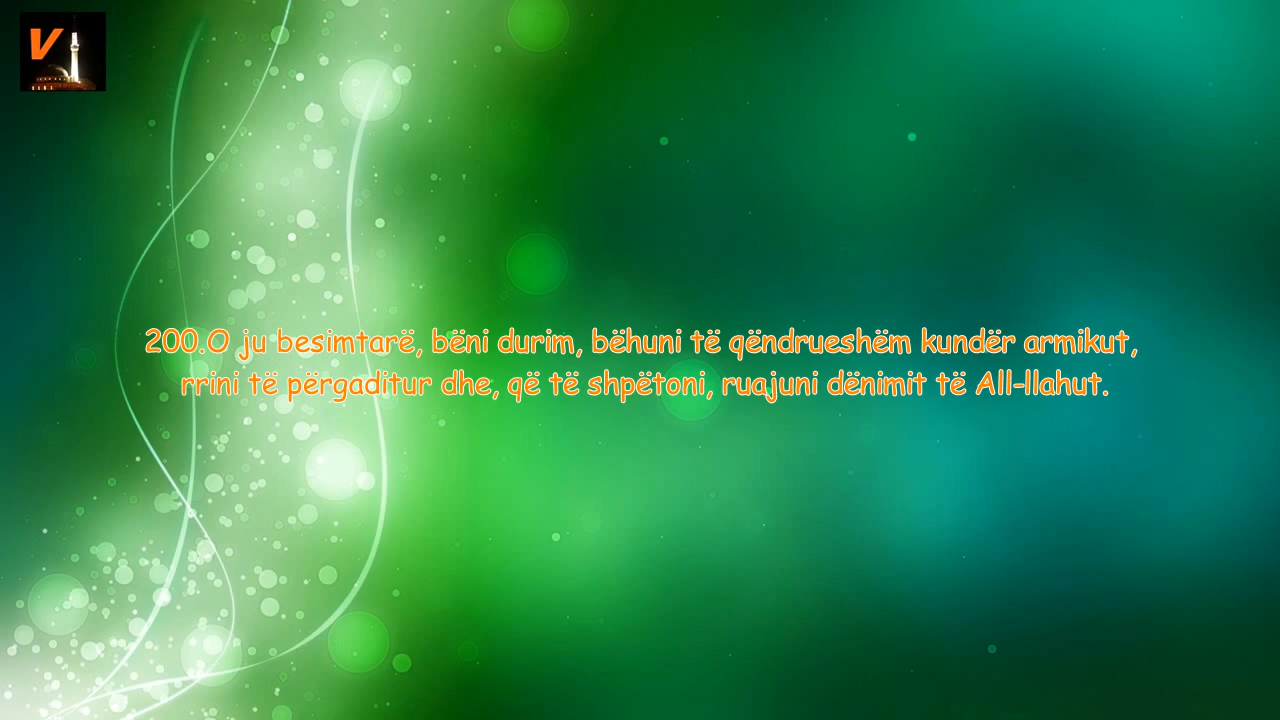 V
200.O ju besimtarë, bëni durim, bëhuni të qëndrueshëm kundër armikut,
rrini të përgaditur dhe, që të shpëtoni, ruajuni dënimit të All-llahut.